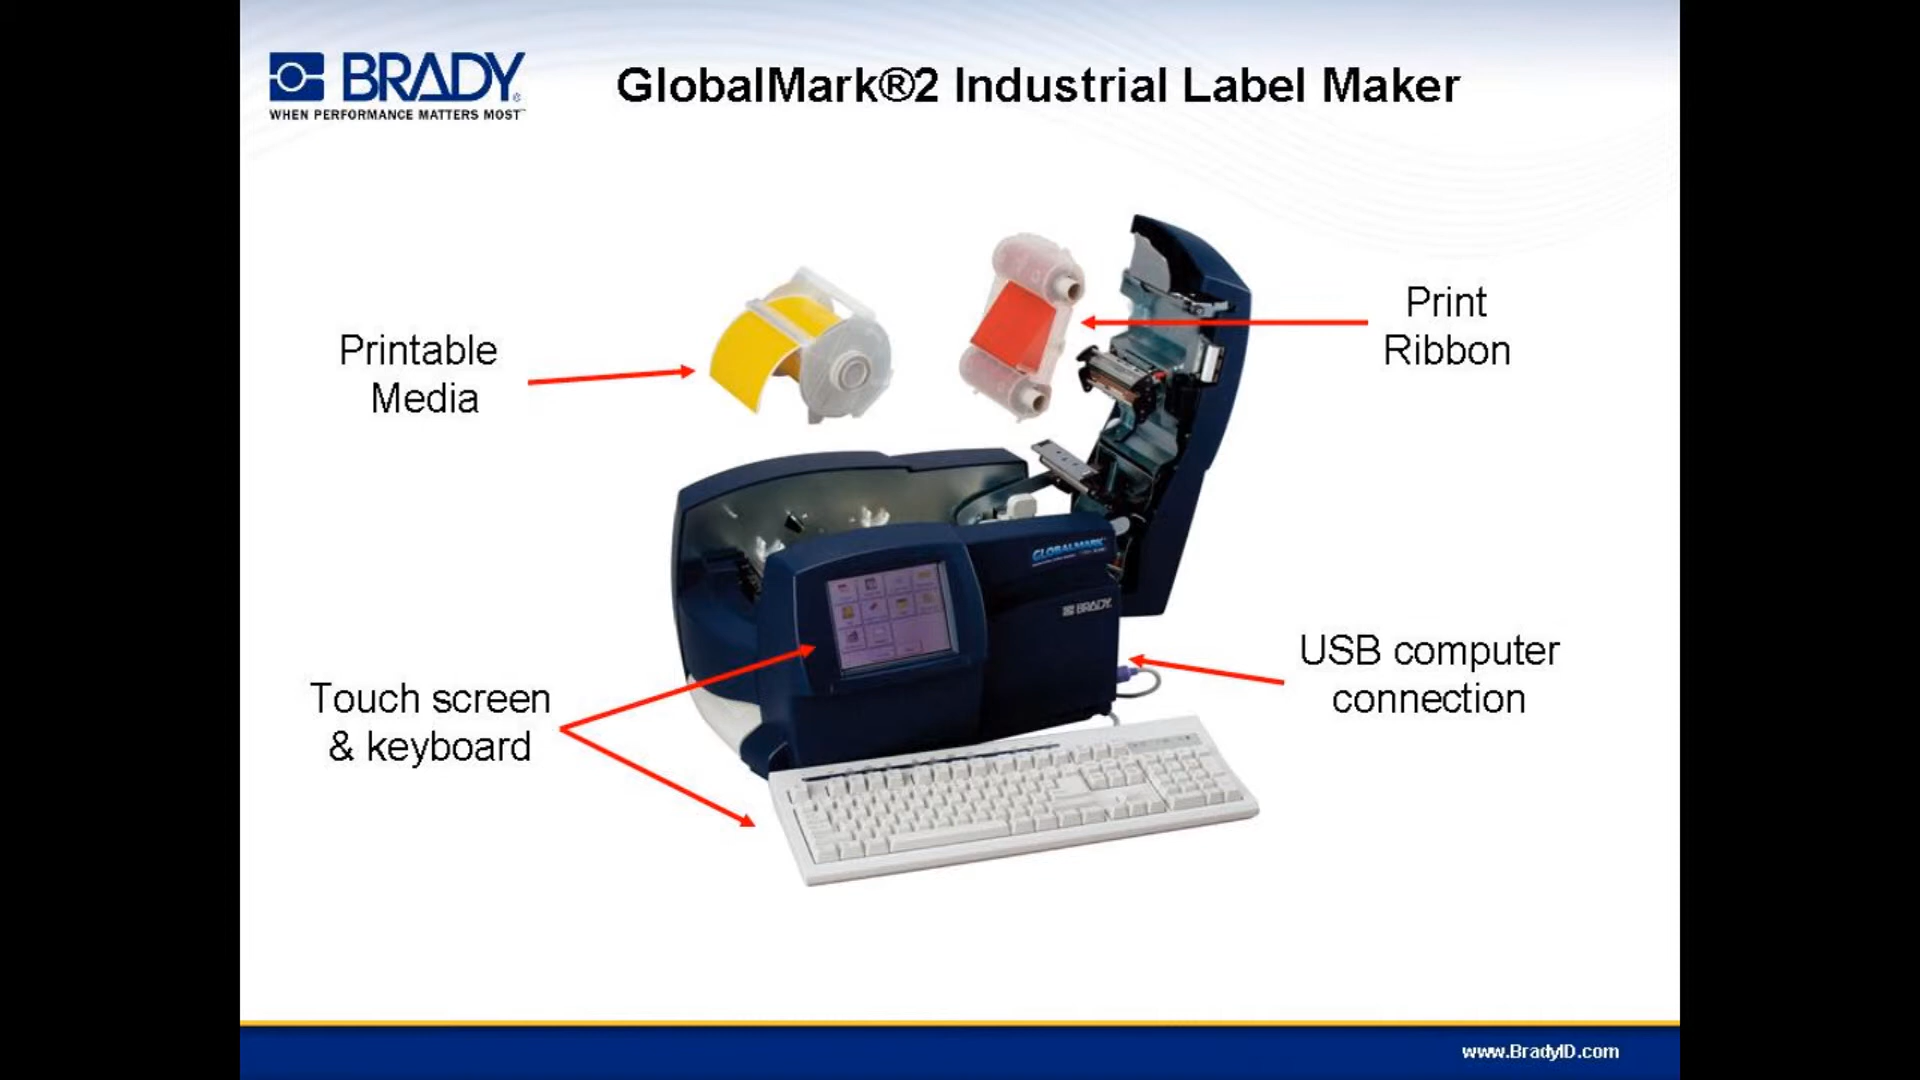 BRADY®
WHEN PERFORMANCE MATTERS MOST™
GlobalMark®2 Industrial Label Maker
Printable
Media
Print
Ribbon
GLOBALMARK
BRADY
Touch screen
& keyboard
USB computer
connection
www.BradyID.com